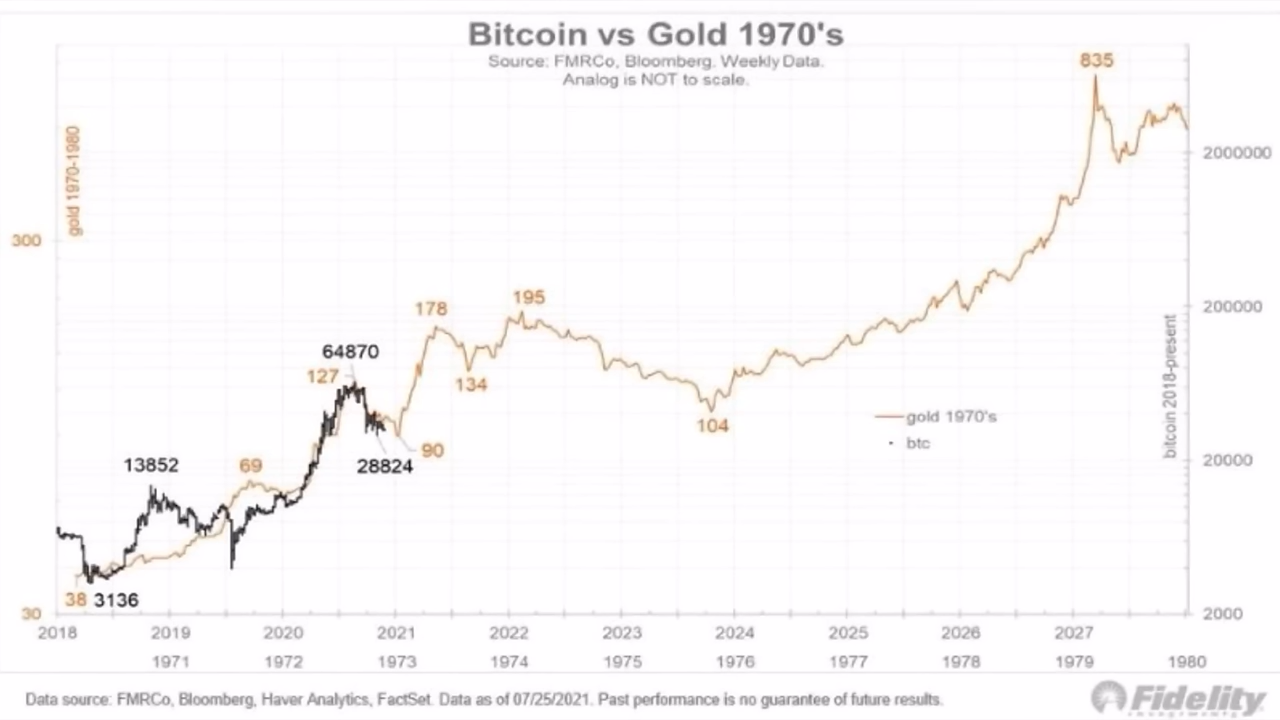 Bitcoin vs Gold 1970's
Source: FMRCo, Bloomberg. Weekly Data.
Analog is NOT to scale.
835
gold 1970-1980
2000000
300
178
195
200000
64870
127
134
bitcoin 2018-present
104
gold 1970's
btc
13852
69
90
28824
20000
38
3136
30
2000
2018 2019 2020 2021 2022 2023 2024 2025 2026 2027
1971 1972 1973 1974 1975 1976 1977 1978 1979 1980
Data source: FMRCo, Bloomberg, Haver Analytics, FactSet. Data as of 07/25/2021. Past performance is no guarantee of future results.
Fidelity